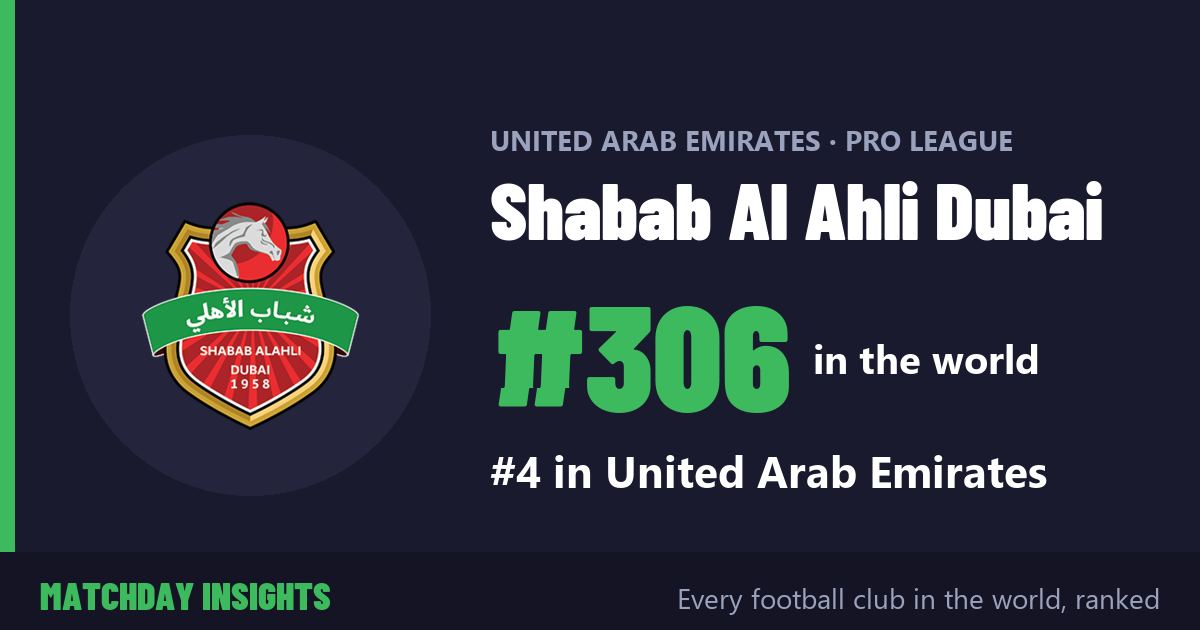 UNITED ARAB EMIRATES · PRO LEAGUE
Shabab Al Ahli Dubai
شباب الأهلي
SHABAB ALAHLI
DUBAI
1958
#306 in the world
#4 in United Arab Emirates
MATCHDAY INSIGHTS
Every football club in the world, ranked